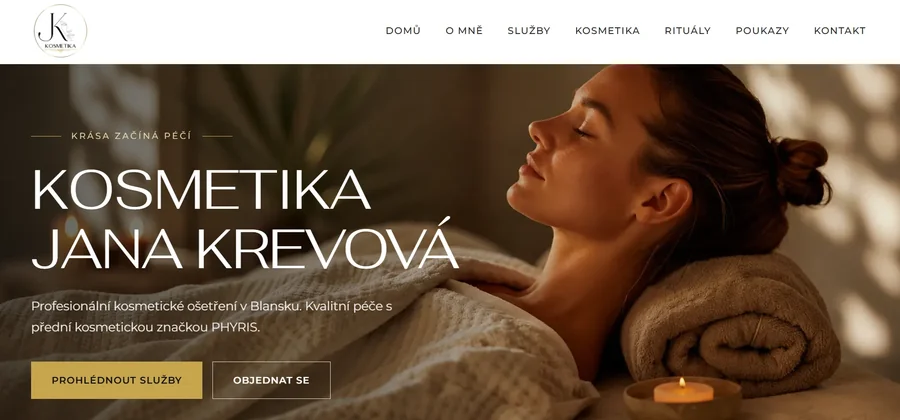 JK
KOSMETIKA
DOMŮ
O MNĚ
SLUŽBY
KOSMETIKA
RITUÁLY
POUKAZY
KONTAKT
KRÁSA ZAČÍNÁ PÉČÍ
KOSMETIKA
JANA KREVOVÁ
Profesionální kosmetické ošetření v Blansku. Kvalitní péče s
přední kosmetickou značkou PHYRIS.
PROHLÉDNOUT SLUŽBY
OBJEDNAT SE